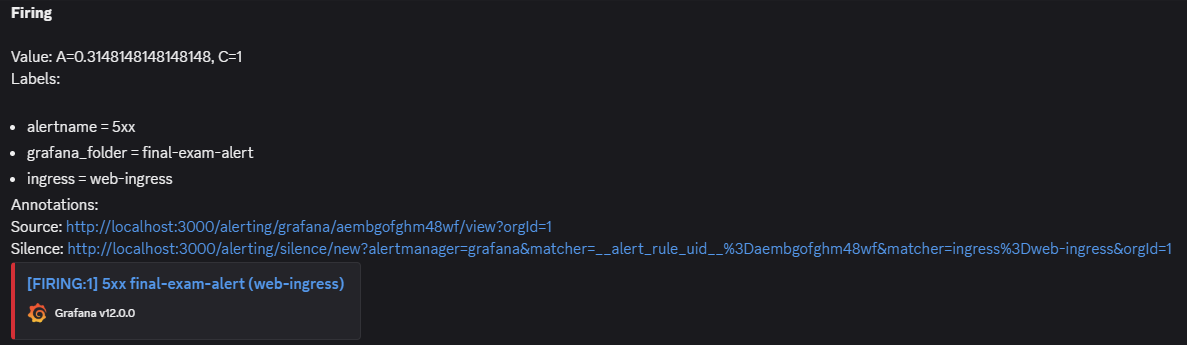 Firing
Value: A=0.3148148148148148, C=1
Labels:
• alertname = 5xx
• grafana_folder = final-exam-alert
• ingress = web-ingress
Annotations:
Source: http://localhost:3000/alerting/grafana/aembgofghm48wf/view?orgId=1
Silence: http://localhost:3000/alerting/silence/new?alertmanager=grafana&matcher=__alert_rule_uid__%3Daembgofghm48wf&matcher=ingress%3Dweb-ingress&orgId=1
[FIRING:1] 5xx final-exam-alert (web-ingress)
Grafana v12.0.0